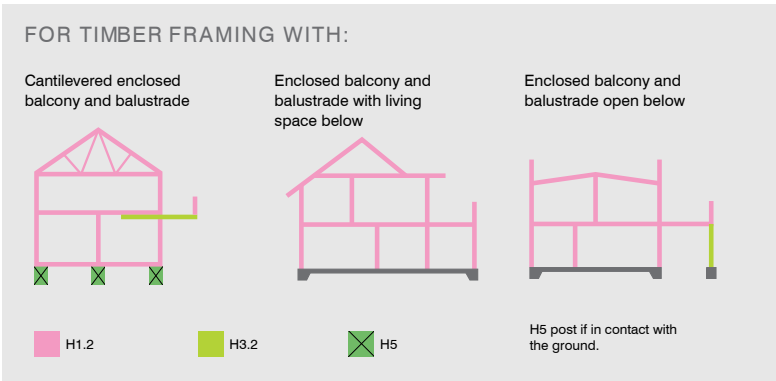 FOR TIMBER FRAMING WITH:
Cantilevered enclosed
balcony and balustrade
Enclosed balcony and
balustrade with living
space below
Enclosed balcony and
balustrade open below
H1.2
H3.2
H5
H5 post if in contact with
the ground.